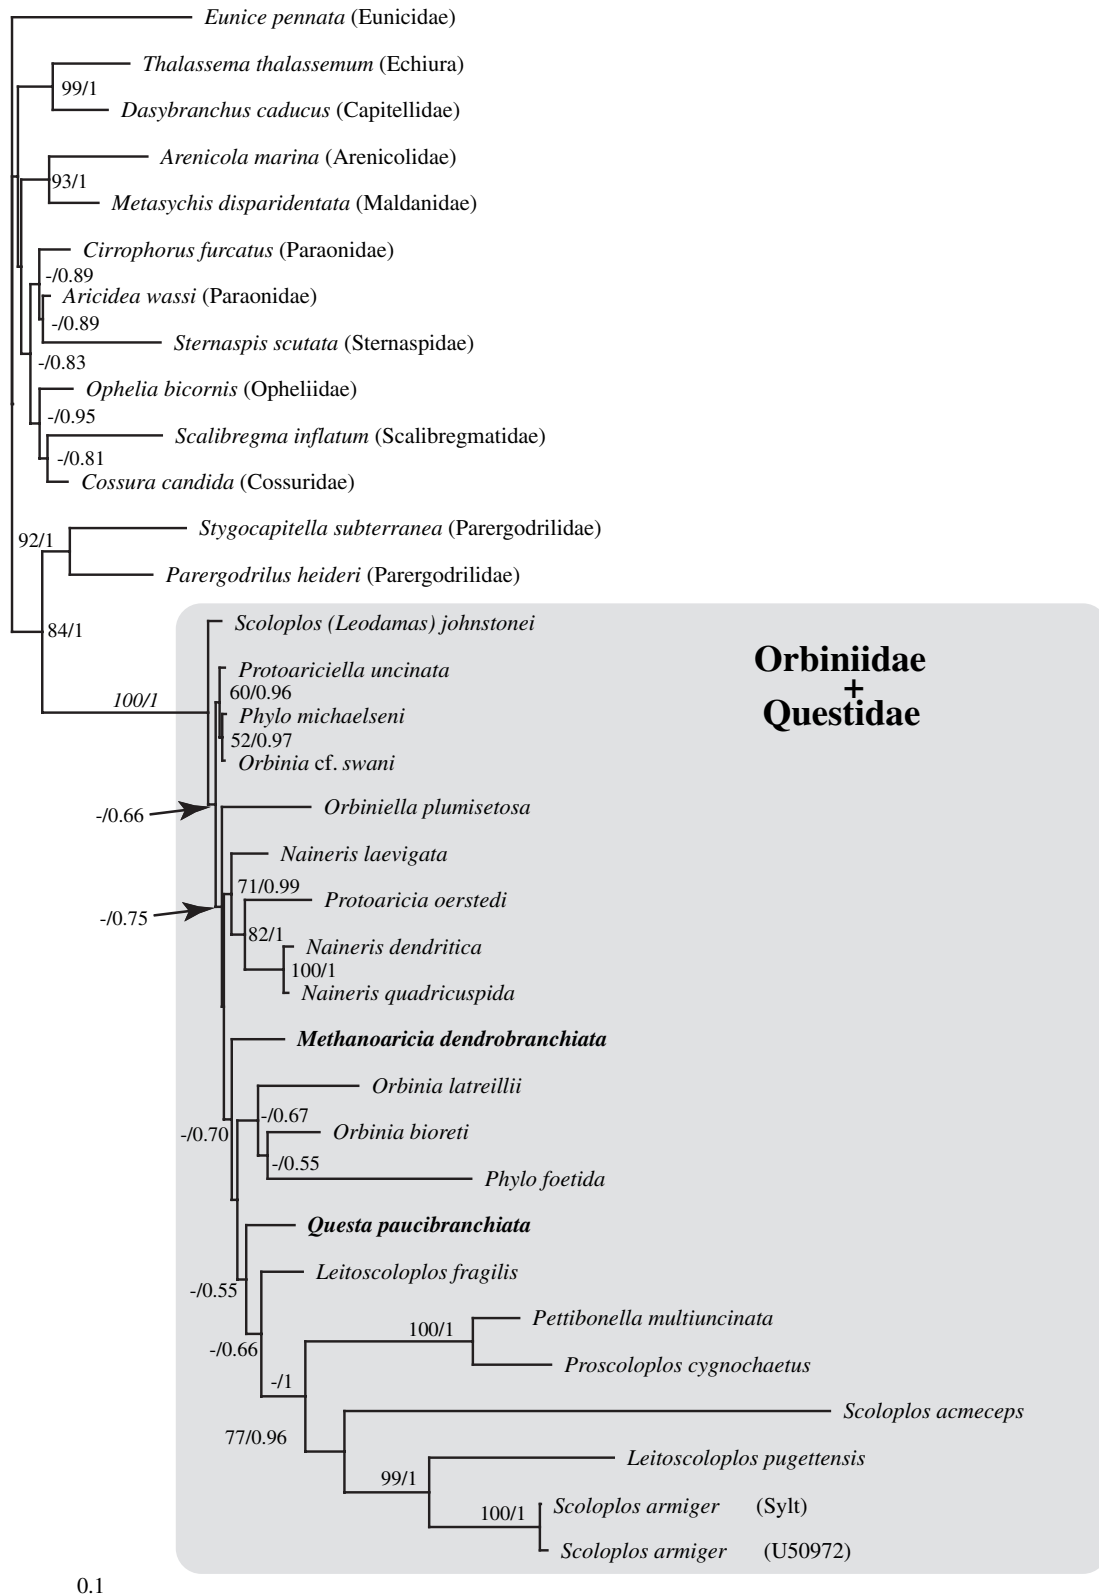 Eunice pennata (Eunicidae)
Thalassema thalassemum (Echiura)
99/1
Dasybranchus caducus (Capitellidae)
Arenicola marina (Arenicolidae)
93/1
Metasychis disparidentata (Maldanidae)
Cirrophorus furcatus (Paraonidae)
-/0.89
Aricidea wassi (Paraonidae)
-/0.89
Sternaspis scutata (Sternaspidae)
-/0.83
Ophelia bicornis (Opheliidae)
-/0.95
Scalibregma inflatum (Scalibregmatidae)
-/0.81
Cossura candida (Cossuridae)
Stygocapitella subterranea (Parergodrilidae)
92/1
Parergodrilus heideri (Parergodrilidae)
84/1
Scoloplos (Leodamas) johnstonei
Orbiniidae
+
Questidae
Protoariciella uncinata
60/0.96
100/1
Phylo michaelseni
52/0.97
Orbinia cf. swani
-/0.66
Orbiniella plumisetosa
Naineris laevigata
71/0.99
Protoaricia oerstedi
-/0.75
82/1
Naineris dendritica
100/1
Naineris quadricuspida
Methanoaricia dendrobranchiata
Orbinia latreillii
-/0.67
-/0.70
Orbinia bioreti
-/0.55
Phylo foetida
Questa paucibranchiata
Leitoscoloplos fragilis
-/0.55
Pettibonella multiuncinata
100/1
-/0.66
Proscoloplos cygnochaetus
-/1
Scoloplos acmeceps
77/0.96
Leitoscoloplos pugettensis
99/1
Scoloplos armiger (Sylt)
100/1
Scoloplos armiger (U50972)
0.1